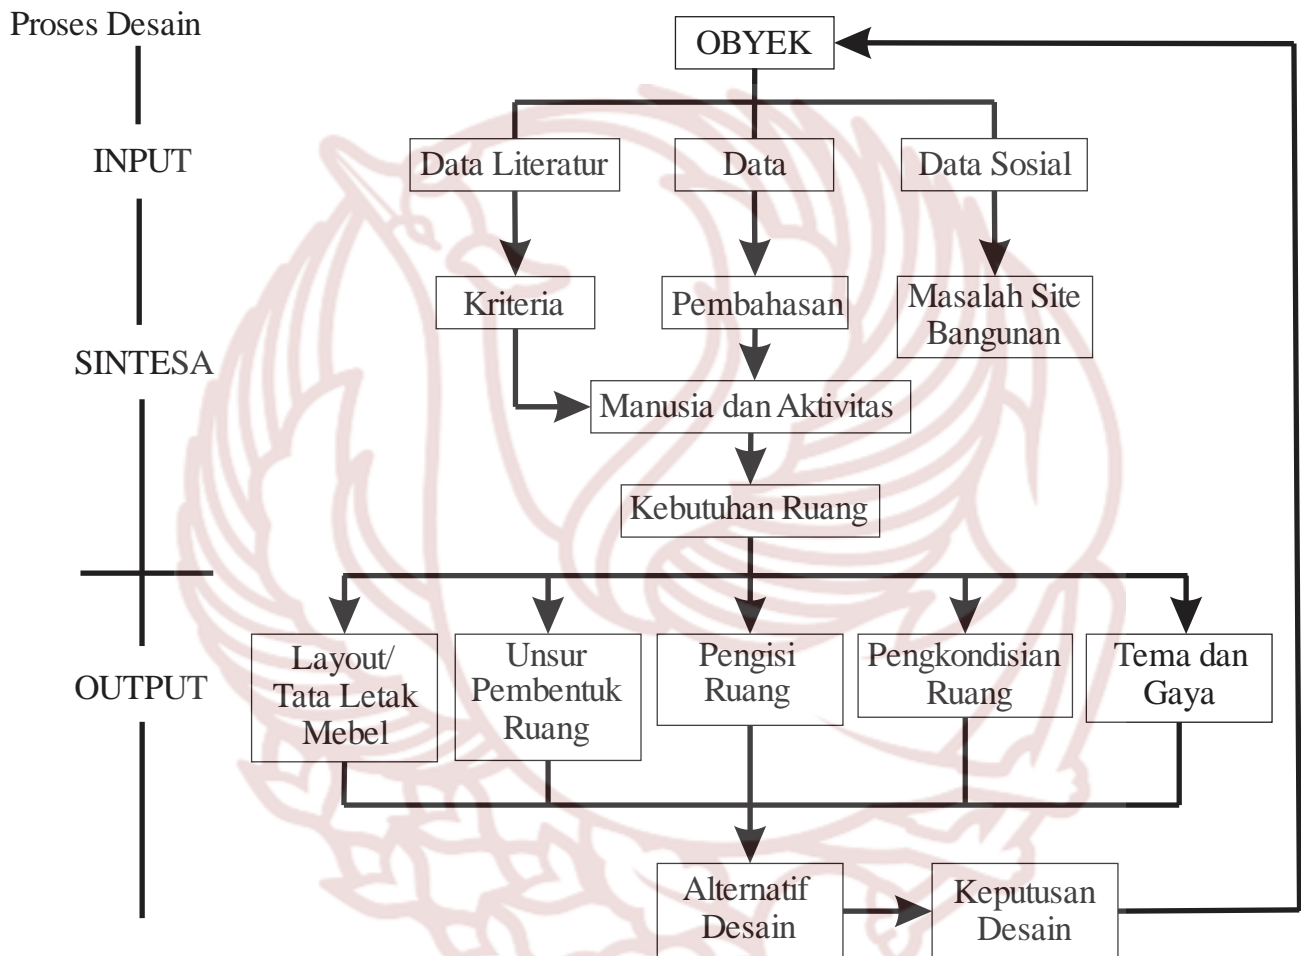 Proses Desain
OBYEK
INPUT
Data Literatur
Data
Data Sosial
Kriteria
Pembahasan
Masalah Site
Bangunan
SINTESA
Manusia dan Aktivitas
Kebutuhan Ruang
OUTPUT
Layout/
Tata Letak
Mebel
Unsur
Pembentuk
Ruang
Pengisi
Ruang
Pengkondisian
Ruang
Tema dan
Gaya
Alternatif
Desain
Keputusan
Desain